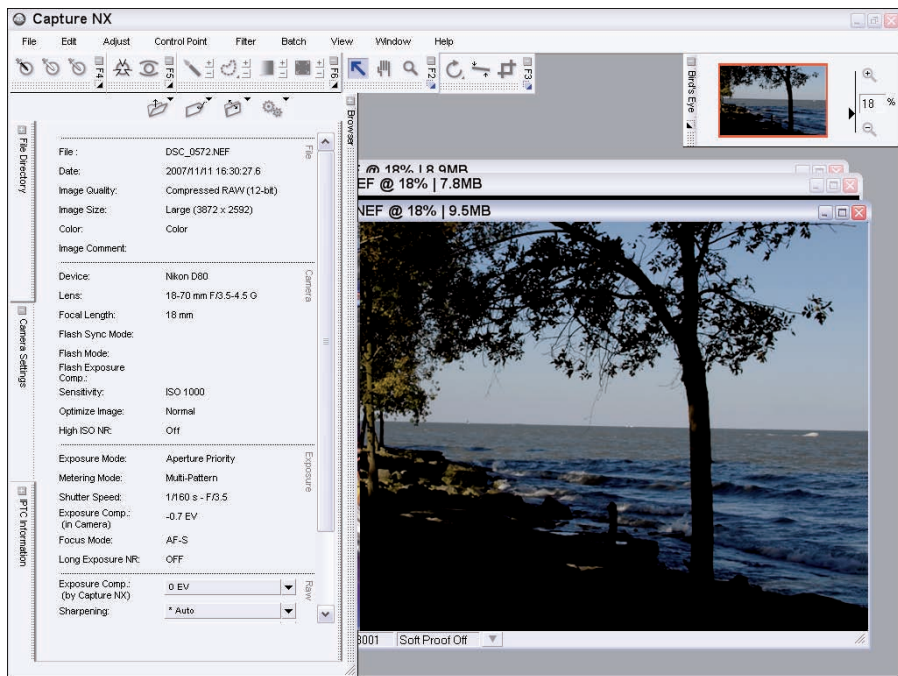 Capture NX
File Edit Adjust Control Point Filter Batch View Window Help
F4 F5 F6 F2 F3
Bird's Eye
18 %
Browser
File Directory
File : DSC_0572.NEF
File
Date: 2007/11/11 16:30:27.6
Image Quality: Compressed RAW (12-bit)
Image Size: Large (3872 x 2592)
Color: Color
Image Comment:
Camera Settings
Device: Nikon D80
Camera
Lens: 18-70 mm F/3.5-4.5 G
Focal Length: 18 mm
Flash Sync Mode:
Flash Mode:
Flash Exposure
Comp.:
Sensitivity: ISO 1000
Optimize Image: Normal
High ISO NR: Off
Exposure Mode: Aperture Priority
Exposure
Metering Mode: Multi-Pattern
Shutter Speed: 1/160 s - F/3.5
Exposure Comp.: -0.7 EV
(in Camera)
Focus Mode: AF-S
Long Exposure NR: OFF
IPTC Information
Exposure Comp.: 0 EV
(by Capture NX)
Raw
Sharpening: * Auto
@ 18% | 8.9MB
EF @ 18% | 7.8MB
NEF @ 18% | 9.5MB
3001 Soft Proof Off